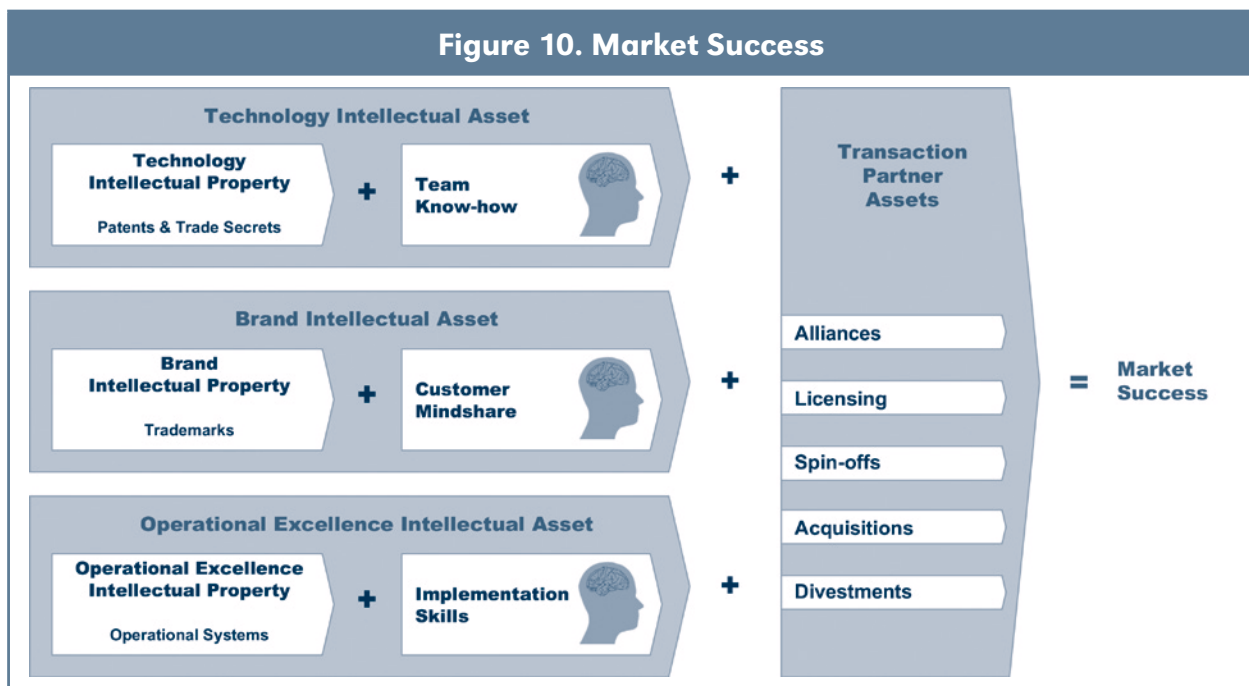 Figure 10. Market Success
Technology Intellectual Asset
Technology
Intellectual Property
Patents & Trade Secrets
+
Team
Know-how
+
Brand Intellectual Asset
Brand
Intellectual Property
Trademarks
+
Customer
Mindshare
+
Operational Excellence Intellectual Asset
Operational Excellence
Intellectual Property
Operational Systems
+
Implementation
Skills
+
Transaction
Partner
Assets
Alliances
Licensing
Spin-offs
Acquisitions
Divestments
=
Market
Success